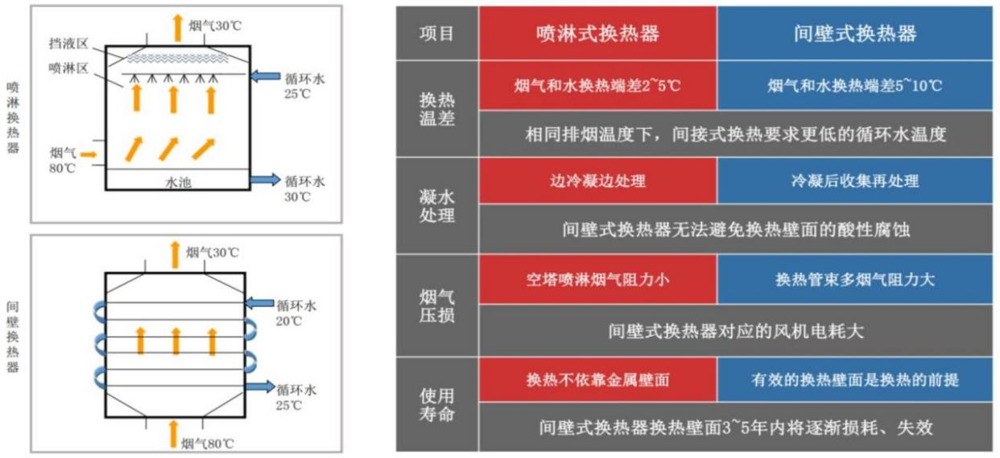 喷淋换热器
烟气30℃
挡液区
喷淋区
循环水
25℃
烟气
80℃
水池
循环水
30℃
间壁换热器
烟气30℃
循环水
20℃
循环水
25℃
烟气80℃
项目
喷淋式换热器
间壁式换热器
换热
温差
烟气和水换热端差2~5℃
烟气和水换热端差5~10℃
相同排烟温度下，间接式换热要求更低的循环水温度
凝水
处理
边冷凝边处理
冷凝后收集再处理
间壁式换热器无法避免换热壁面的酸性腐蚀
烟气
压损
空塔喷淋烟气阻力小
换热管束多烟气阻力大
间壁式换热器对应的风机电耗大
使用
寿命
换热不依靠金属壁面
有效的换热壁面是换热的前提
间壁式换热器换热壁面3~5年内将逐渐损耗、失效